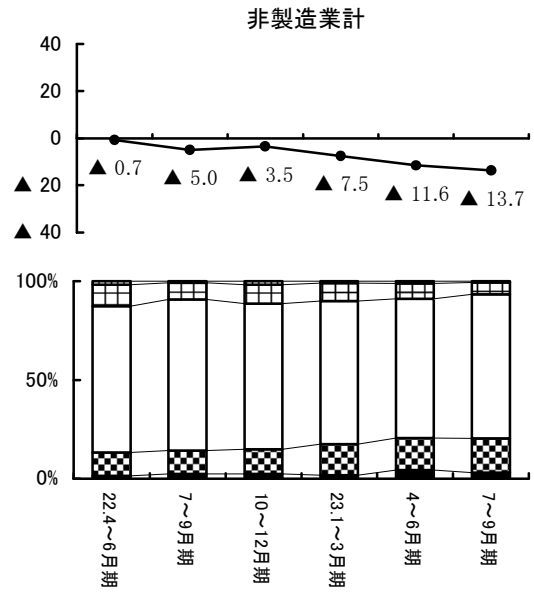 非製造業計
40
20
0
▲ 20
▲ 40
▲ 0.7
▲ 5.0
▲ 3.5
▲ 7.5
▲ 11.6
▲ 13.7
100%
50%
0%
22.4～6月期
7～9月期
10～12月期
23.1～3月期
4～6月期
7～9月期